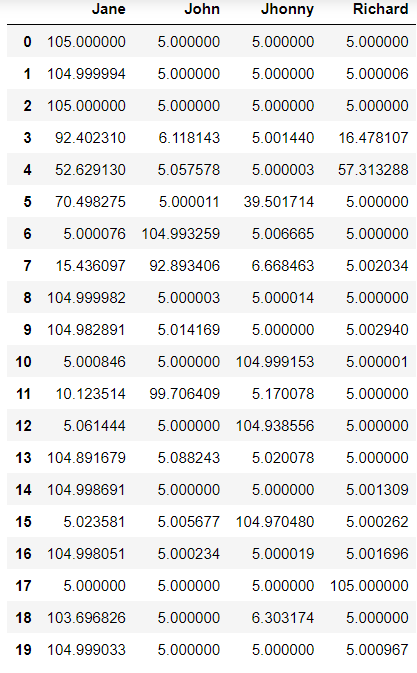 Jane John Jhonny Richard
0 105.000000 5.000000 5.000000 5.000000
1 104.999994 5.000000 5.000000 5.000006
2 105.000000 5.000000 5.000000 5.000000
3 92.402310 6.118143 5.001440 16.478107
4 52.629130 5.057578 5.000003 57.313288
5 70.498275 5.000011 39.501714 5.000000
6 5.000076 104.993259 5.006665 5.000000
7 15.436097 92.893406 6.668463 5.002034
8 104.999982 5.000003 5.000014 5.000000
9 104.982891 5.014169 5.000000 5.002940
10 5.000846 5.000000 104.999153 5.000001
11 10.123514 99.706409 5.170078 5.000000
12 5.061444 5.000000 104.938556 5.000000
13 104.891679 5.088243 5.020078 5.000000
14 104.998691 5.000000 5.000000 5.001309
15 5.023581 5.005677 104.970480 5.000262
16 104.998051 5.000234 5.000019 5.001696
17 5.000000 5.000000 5.000000 105.000000
18 103.696826 5.000000 6.303174 5.000000
19 104.999033 5.000000 5.000000 5.000967